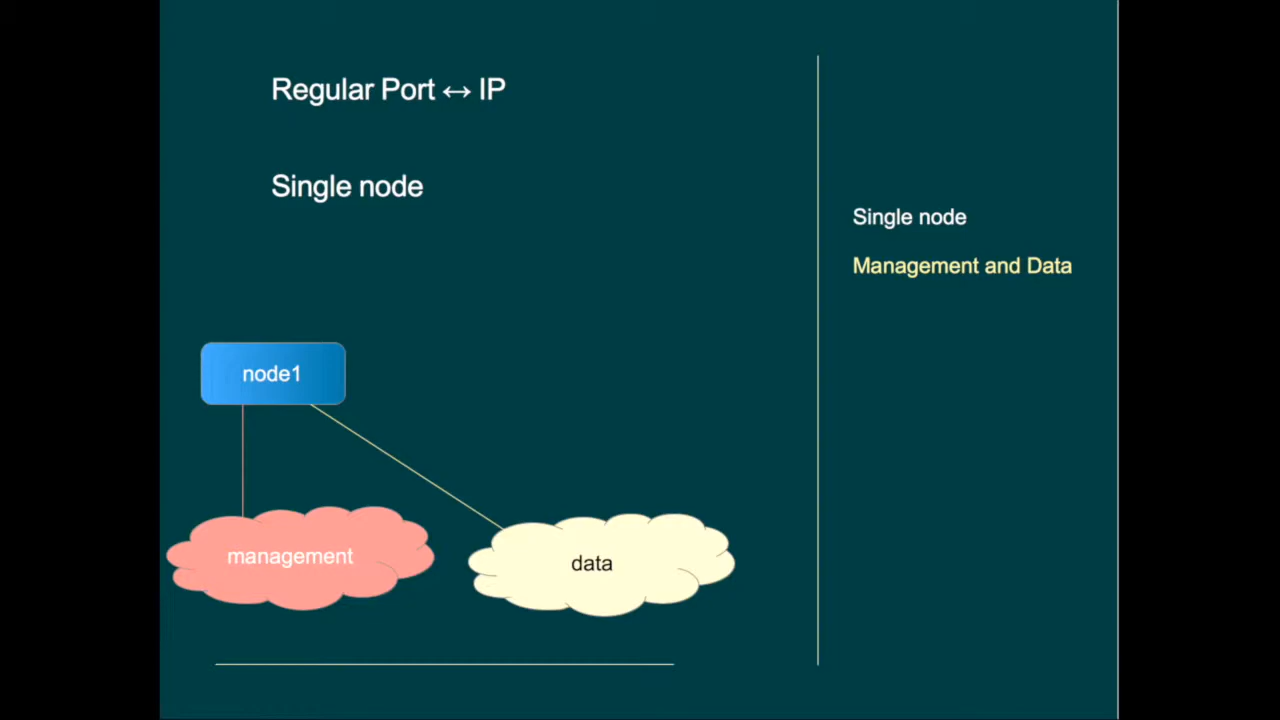 Regular Port ↔ IP
Single node
Single node
Management and Data
node1
management
data